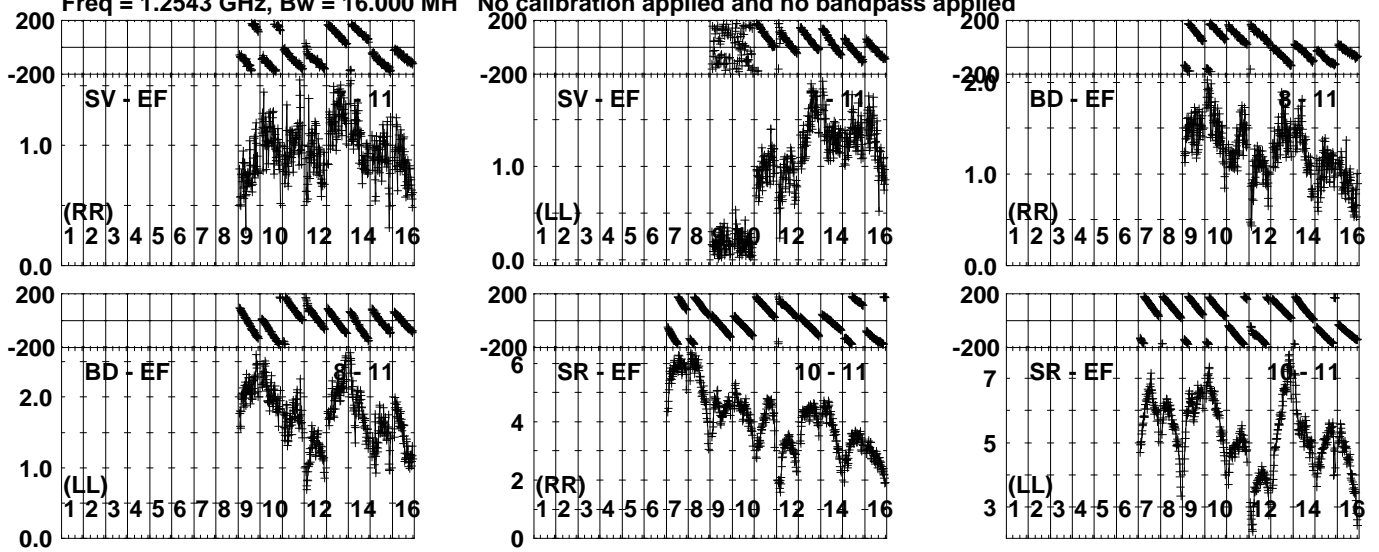 Freq = 1.2543 GHz, Bw = 16.000 MH No calibration applied and no bandpass applied
200 200 200
-200 -200 -200
2.0
SV - EF 7 - 11 SV - EF 7 - 11 BD - EF 8 - 11
1.0 1.0 1.0
(RR) (LL) (RR)
1 2 3 4 5 6 7 8 9 10 12 14 16 1 2 3 4 5 6 7 8 9 10 12 14 16 1 2 3 4 5 6 7 8 9 10 12 14 16
0.0 0.0 0.0
200 200 200
-200 -200 -200
6
BD - EF 8 - 11 SR - EF 10 - 11 SR - EF 10 - 11
7
2.0
4 5
1.0
(LL) (RR) (LL)
2 3
1 2 3 4 5 6 7 8 9 10 12 14 16 1 2 3 4 5 6 7 8 9 10 12 14 16 1 2 3 4 5 6 7 8 9 10 12 14 16
0.0 0